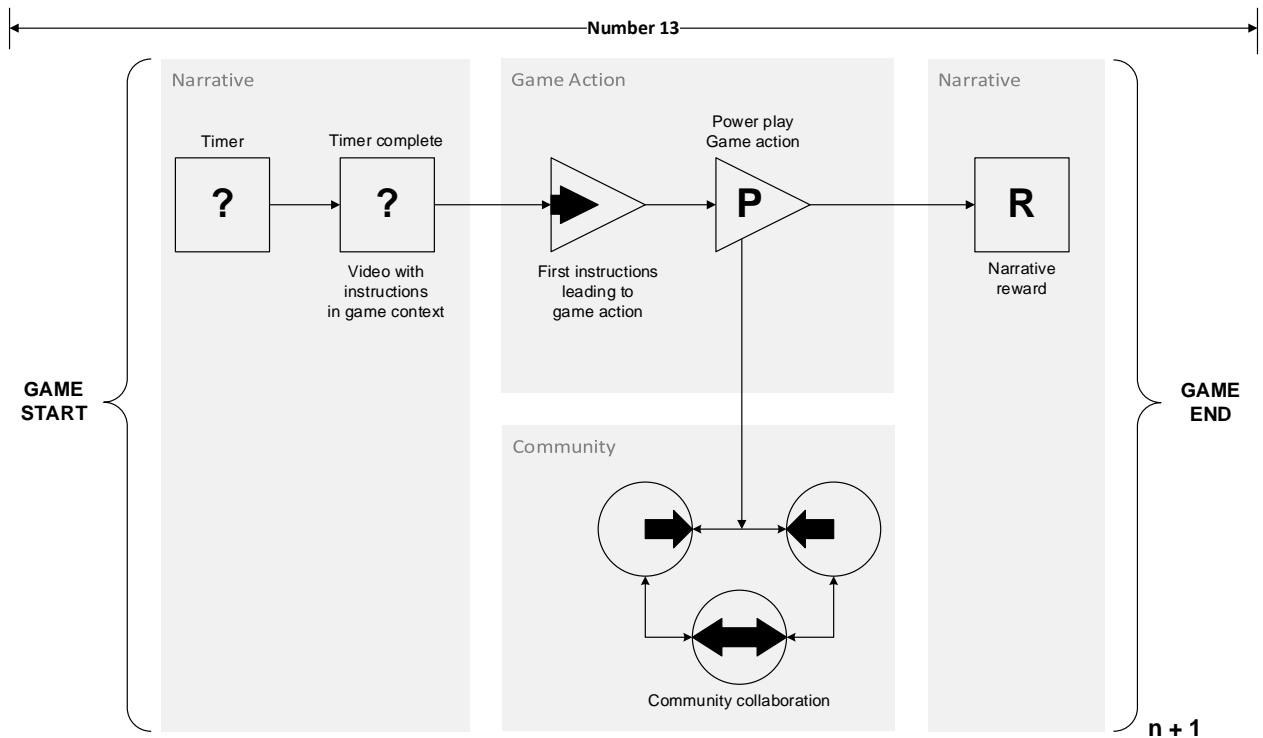 Number 13
Narrative
Game Action
Narrative
Timer
Timer complete
Power play
Game action
?
?
P
R
Video with
instructions
in game context
First instructions
leading to
game action
Narrative
reward
GAME
START
GAME
END
Community
Community collaboration
n + 1